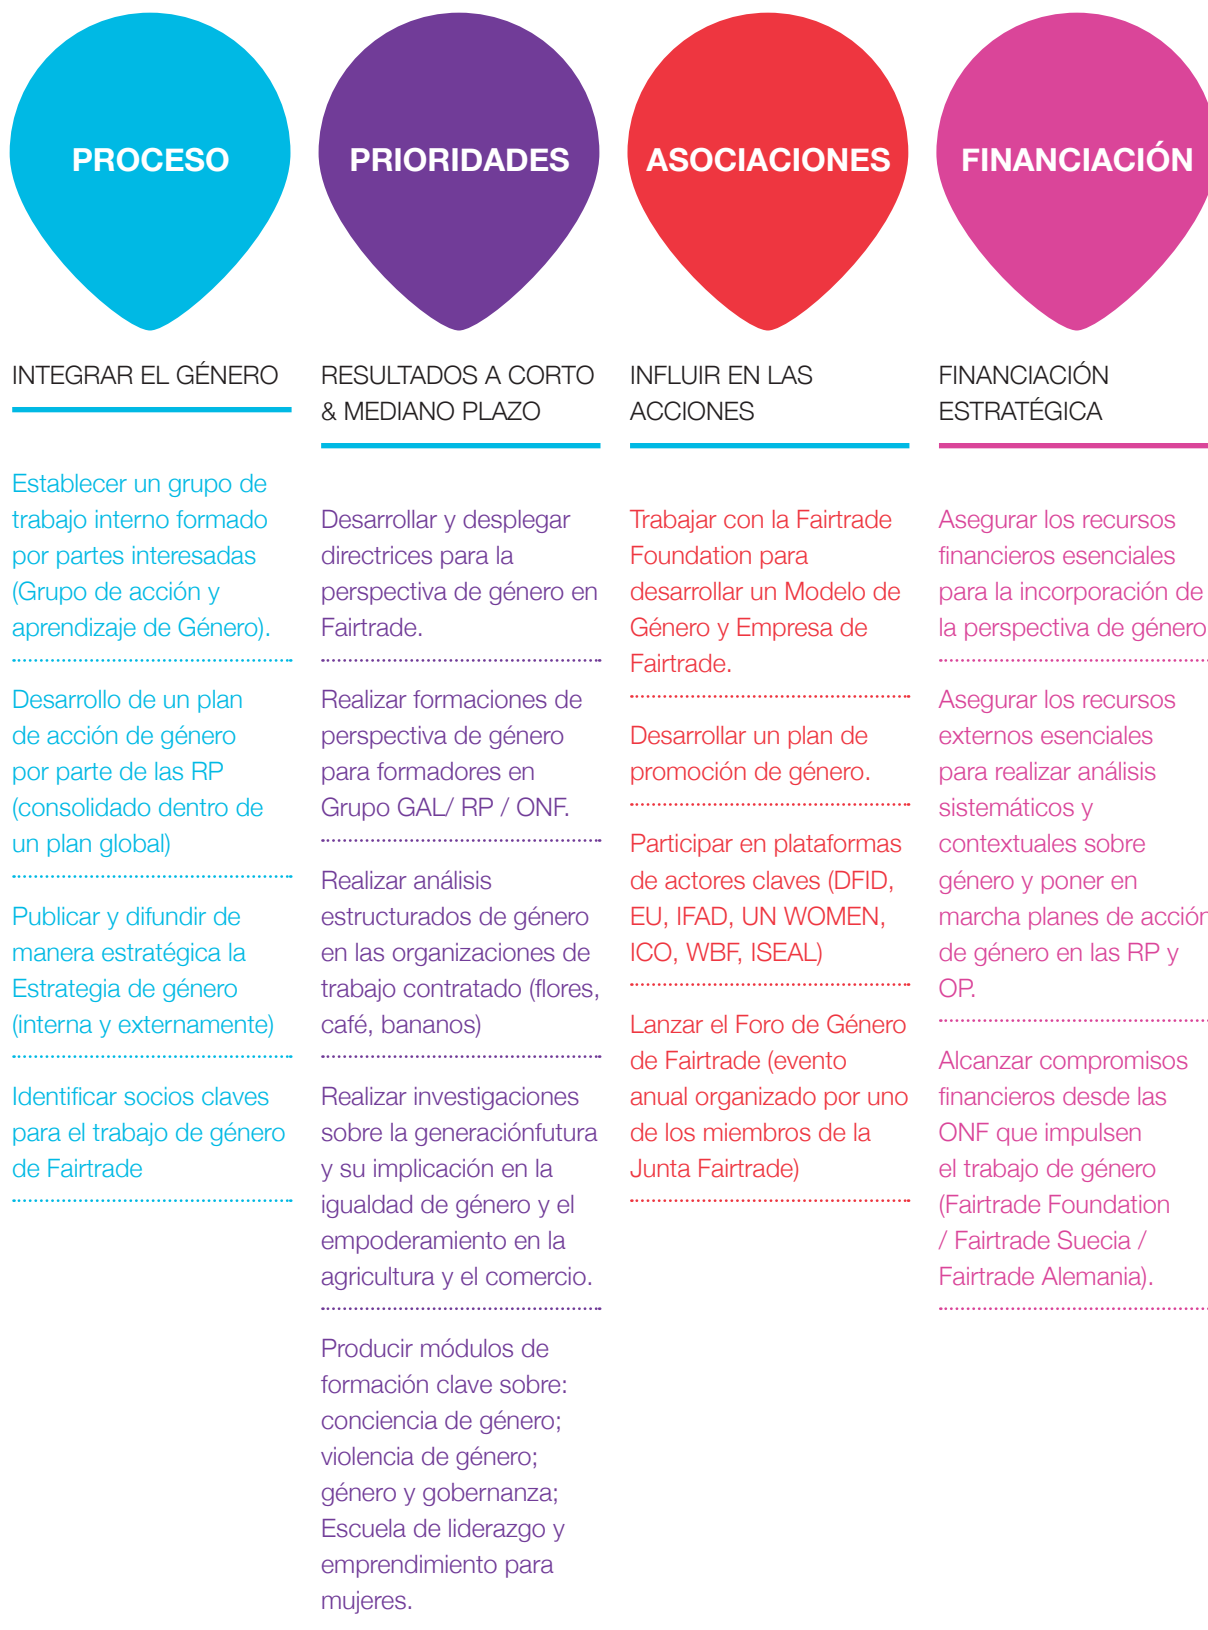 PROCESO
INTEGRAR EL GÉNERO
Establecer un grupo de
trabajo interno formado
por partes interesadas
(Grupo de acción y
aprendizaje de Género).
Desarrollo de un plan
de acción de género
por parte de las RP
(consolidado dentro de
un plan global)
Publicar y difundir de
manera estratégica la
Estrategia de género
(interna y externamente)
Identificar socios claves
para el trabajo de género
de Fairtrade
PRIORIDADES
RESULTADOS A CORTO
& MEDIANO PLAZO
Desarrollar y desplegar
directrices para la
perspectiva de género en
Fairtrade.
Realizar formaciones de
perspectiva de género
para formadores en
Grupo GAL/ RP / ONF.
Realizar análisis
estructurados de género
en las organizaciones de
trabajo contratado (flores,
café, bananos)
Realizar investigaciones
sobre la generaciónfutura
y su implicación en la
igualdad de género y el
empoderamiento en la
agricultura y el comercio.
Producir módulos de
formación clave sobre:
conciencia de género;
violencia de género;
género y gobernanza;
Escuela de liderazgo y
emprendimiento para
mujeres.
ASOCIACIONES
INFLUIR EN LAS
ACCIONES
Trabajar con la Fairtrade
Foundation para
desarrollar un Modelo de
Género y Empresa de
Fairtrade.
Desarrollar un plan de
promoción de género.
Participar en plataformas
de actores claves (DFID,
EU, IFAD, UN WOMEN,
ICO, WBF, ISEAL)
Lanzar el Foro de Género
de Fairtrade (evento
anual organizado por uno
de los miembros de la
Junta Fairtrade)
FINANCIACIÓN
FINANCIACIÓN
ESTRATÉGICA
Asegurar los recursos
financieros esenciales
para la incorporación de
la perspectiva de género
Asegurar los recursos
externos esenciales
para realizar análisis
sistemáticos y
contextuales sobre
género y poner en
marcha planes de acción
de género en las RP y
OP.
Alcanzar compromisos
financieros desde las
ONF que impulsen
el trabajo de género
(Fairtrade Foundation
/ Fairtrade Suecia /
Fairtrade Alemania).